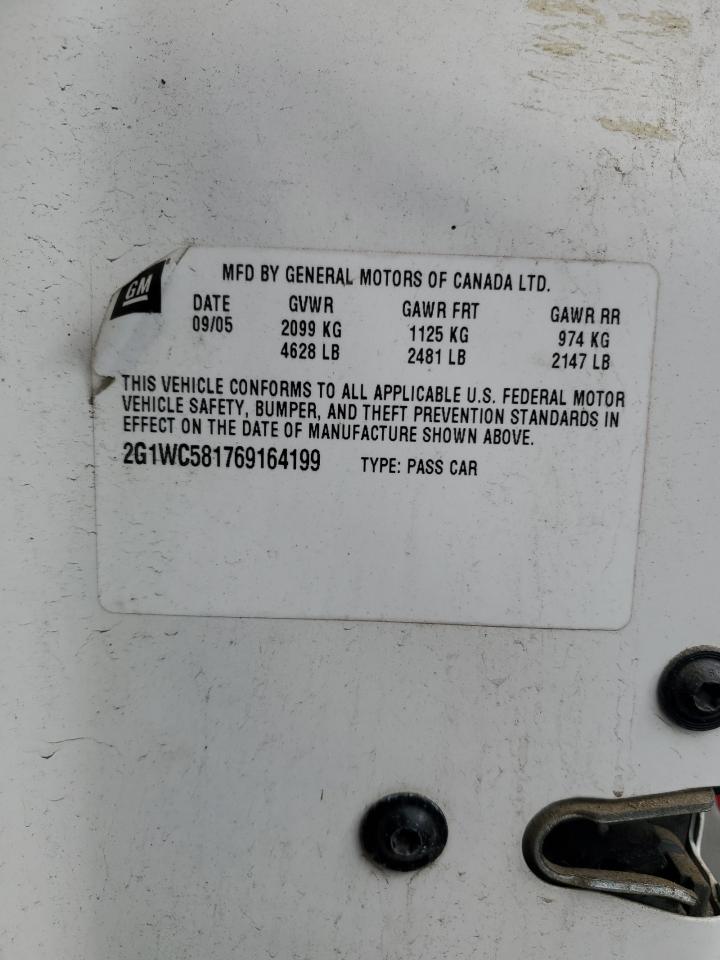 GM
MFD BY GENERAL MOTORS OF CANADA LTD.
DATE GVWR GAWR FRT GAWR RR
09/05 2099 KG 1125 KG 974 KG
4628 LB 2481 LB 2147 LB
THIS VEHICLE CONFORMS TO ALL APPLICABLE U.S. FEDERAL MOTOR
VEHICLE SAFETY, BUMPER, AND THEFT PREVENTION STANDARDS IN
EFFECT ON THE DATE OF MANUFACTURE SHOWN ABOVE.
2G1WC581769164199 TYPE: PASS CAR